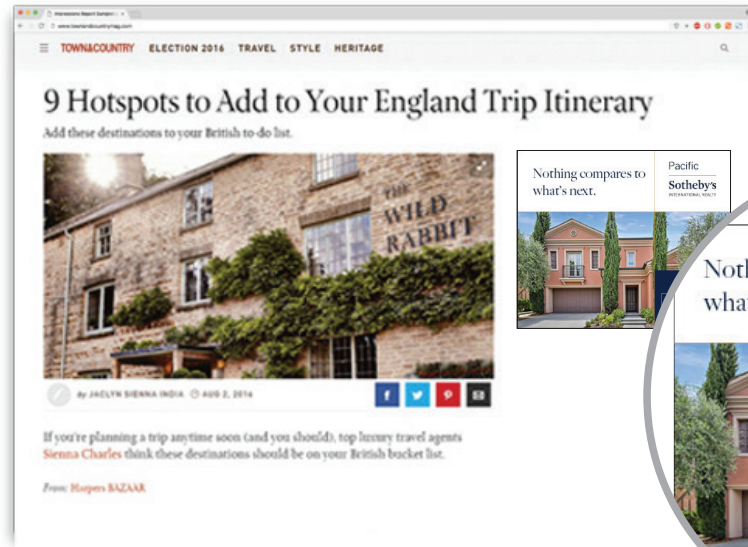 www.townandcountrymag.com
TOWN&COUNTRY ELECTION 2016 TRAVEL STYLE HERITAGE
9 Hotspots to Add to Your England Trip Itinerary
Add these destinations to your British to-do list.
THE
WILD
RABBIT
By JACLYN SIENNA INDIA AUG 2, 2016
If you're planning a trip anytime soon (and you should), top luxury travel agents
Sienna Charles think these destinations should be on your British bucket list.
From: Harpers BAZAAR
Nothing compares to
what's next.
Pacific
Sotheby's
INTERNATIONAL REALTY
Noth
what